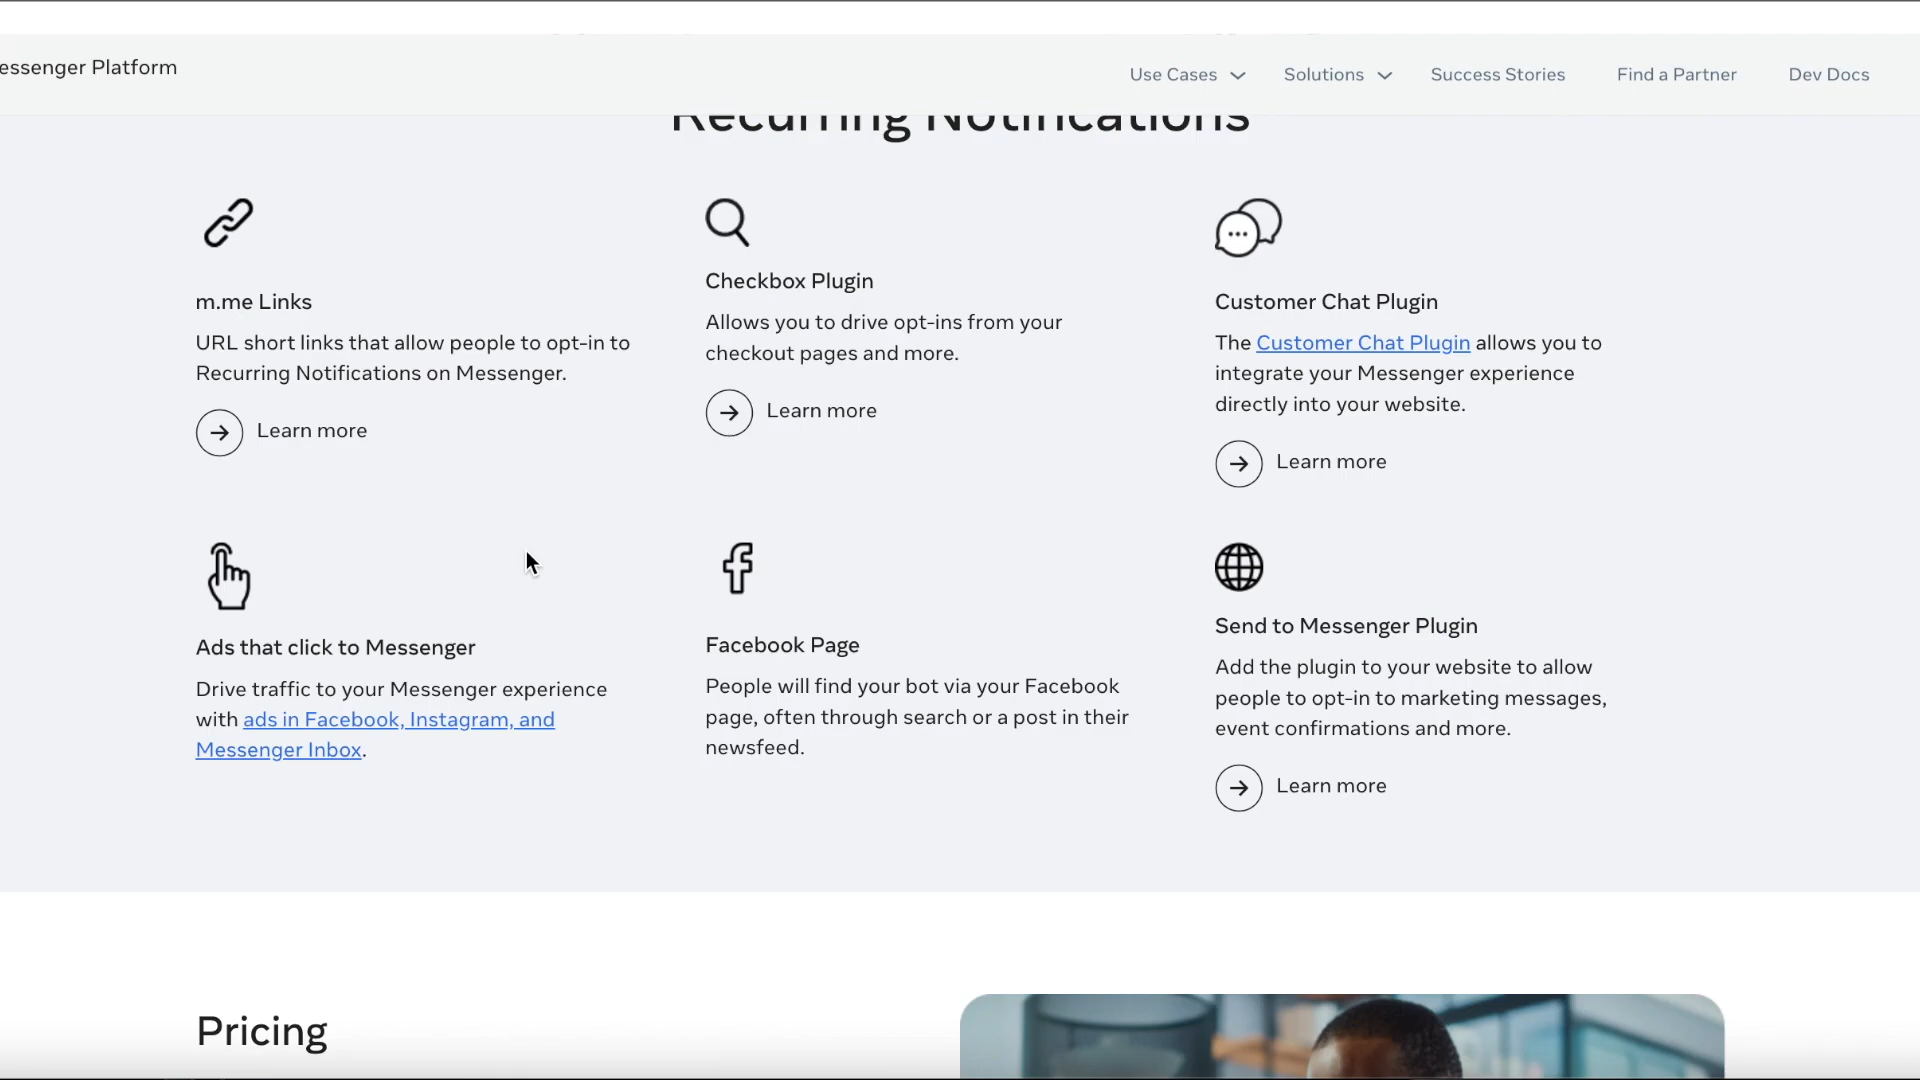 essenger Platform
Use Cases
Solutions
Success Stories
Find a Partner
Dev Docs
Recurring Notifications
m.me Links
URL short links that allow people to opt-in to
Recurring Notifications on Messenger.
Learn more
Checkbox Plugin
Allows you to drive opt-ins from your
checkout pages and more.
Learn more
Customer Chat Plugin
The Customer Chat Plugin allows you to
integrate your Messenger experience
directly into your website.
Learn more
Ads that click to Messenger
Drive traffic to your Messenger experience
with ads in Facebook, Instagram, and
Messenger Inbox.
Facebook Page
People will find your bot via your Facebook
page, often through search or a post in their
newsfeed.
Send to Messenger Plugin
Add the plugin to your website to allow
people to opt-in to marketing messages,
event confirmations and more.
Learn more
Pricing